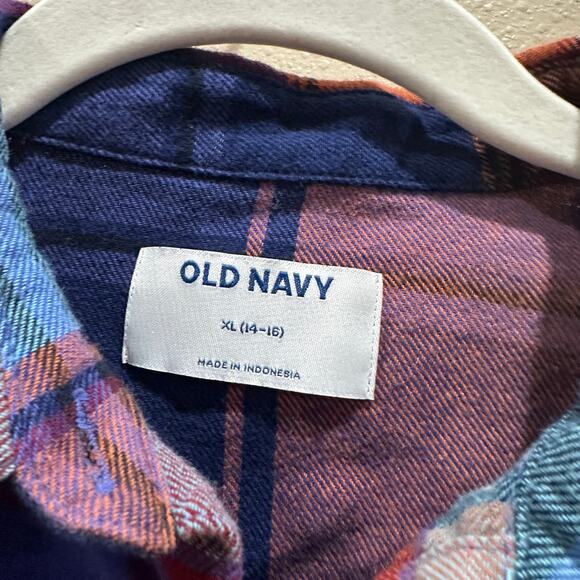 OLD NAVY
XL (14-16)
MADE IN INDONESIA